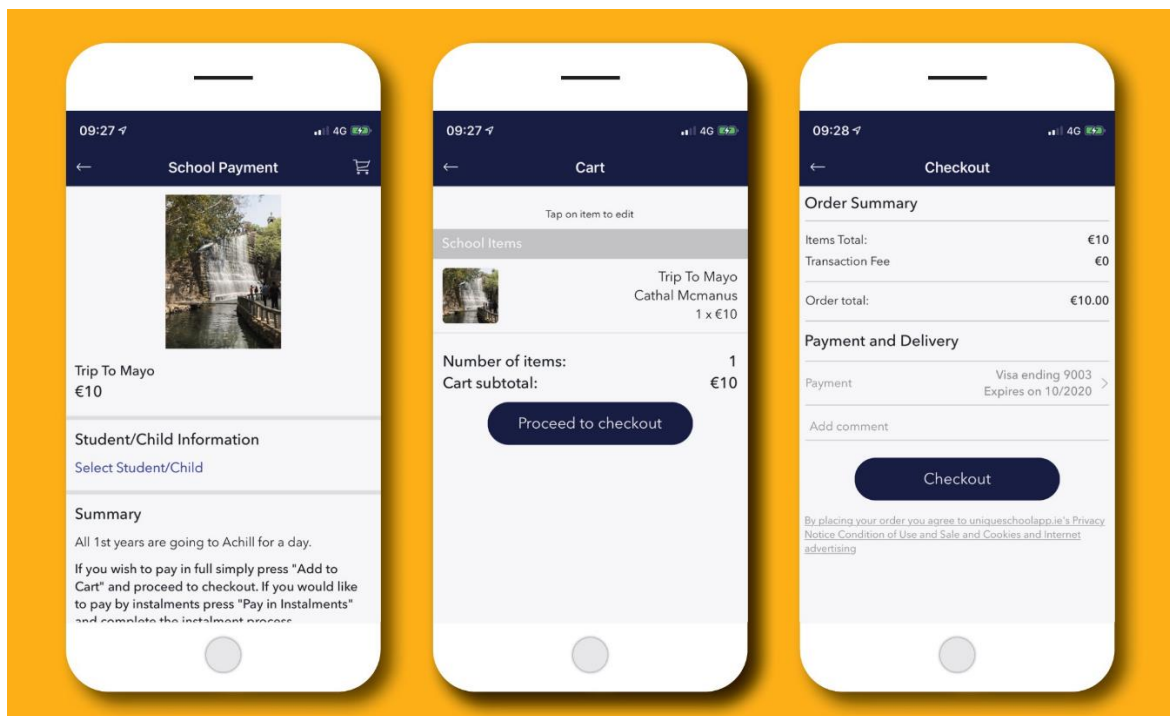 09:27
4G
School Payment
Trip To Mayo
€10
Student/Child Information
Select Student/Child
Summary
All 1st years are going to Achill for a day.
If you wish to pay in full simply press "Add to
Cart" and proceed to checkout. If you would like
to pay by instalments press "Pay in Instalments"
and complete the instalment process
09:27
4G
Cart
Tap on item to edit
School Items
Trip To Mayo
Cathal Mcmanus
1 x €10
Number of items: 1
Cart subtotal: €10
Proceed to checkout
09:28
4G
Checkout
Order Summary
Items Total: €10
Transaction Fee €0
Order total: €10.00
Payment and Delivery
Payment Visa ending 9003
Expires on 10/2020
Add comment
Checkout
By placing your order you agree to uniqueschoolapp.ie's Privacy
Notice Condition of Use and Sale and Cookies and Internet
advertising